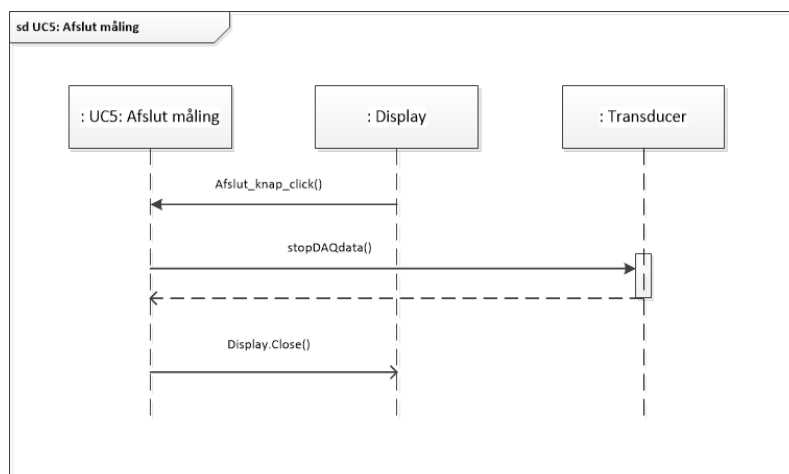 sd UC5: Afslut måling
: UC5: Afslut måling
: Display
: Transducer
Afslut_knap_click()
stopDAQdata()
Display.Close()